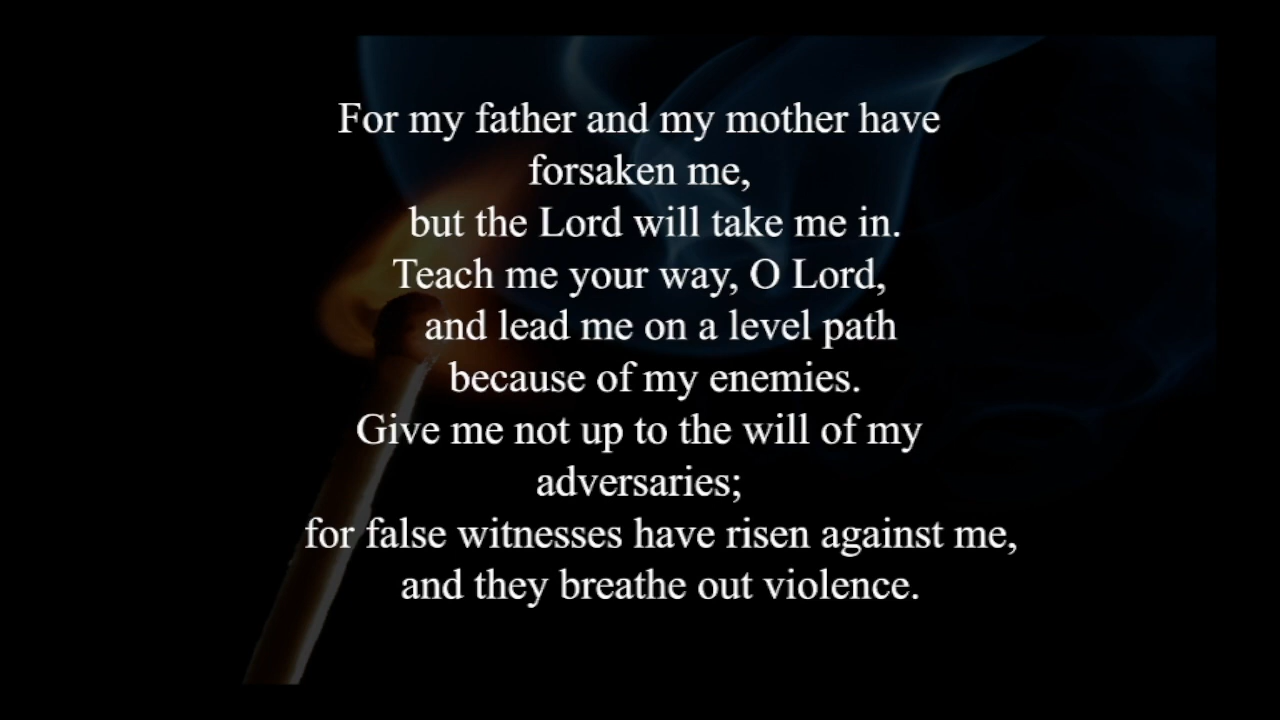 For my father and my mother have
forsaken me,
but the Lord will take me in.
Teach me your way, O Lord,
and lead me on a level path
because of my enemies.
Give me not up to the will of my
adversaries;
for false witnesses have risen against me,
and they breathe out violence.